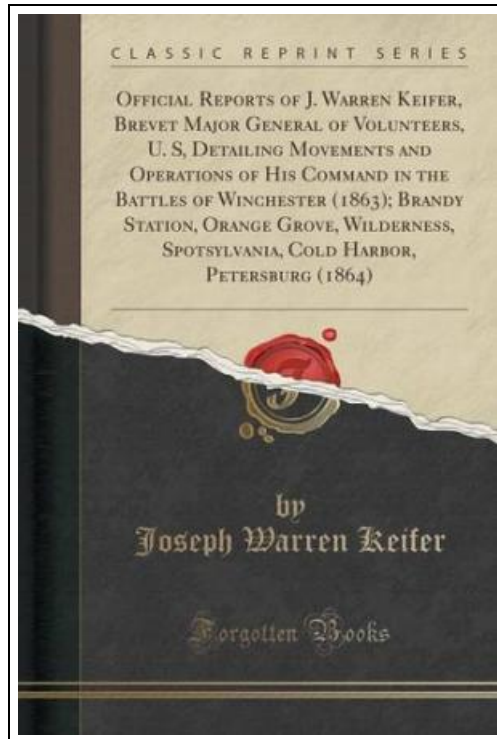 CLASSIC REPRINT SERIES
OFFICIAL REPORTS OF J. WARREN KEIFER,
BREVET MAJOR GENERAL OF VOLUNTEERS,
U. S, DETAILING MOVEMENTS AND
OPERATIONS OF HIS COMMAND IN THE
BATTLES OF WINCHESTER (1863); BRANDY
STATION, ORANGE GROVE, WILDERNESS,
SPOTSYLVANIA, COLD HARBOR,
PETERSBURG (1864)
by
Joseph Warren Keifer
Forgotten Books